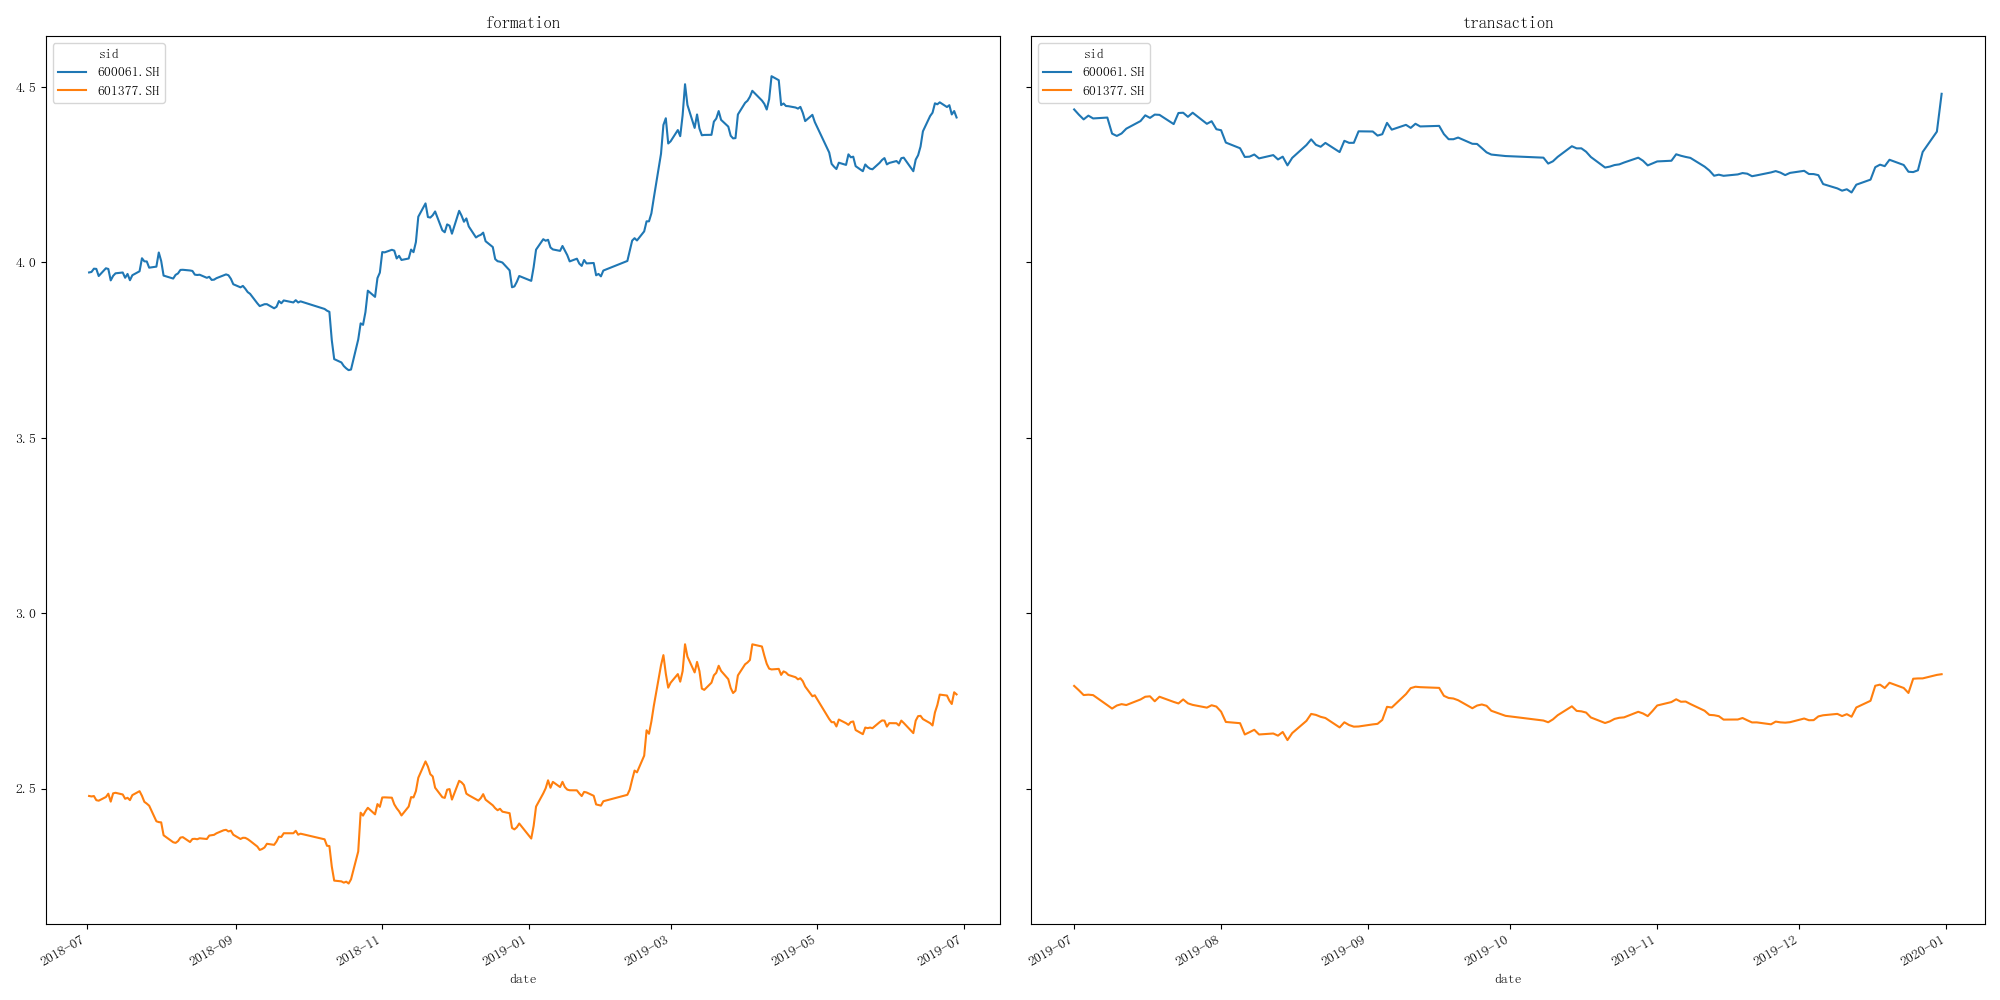 formation
sid
600061.SH
601377.SH
4.5
4.0
3.5
3.0
2.5
2018-07
2018-09
2018-11
2019-01
2019-03
2019-05
2019-07
date
transaction
sid
600061.SH
601377.SH
2019-07
2019-08
2019-09
2019-10
2019-11
2019-12
2020-01
date